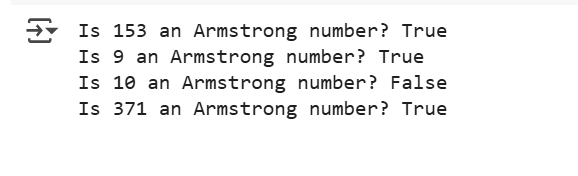 Is 153 an Armstrong number? True
Is 9 an Armstrong number? True
Is 10 an Armstrong number? False
Is 371 an Armstrong number? True